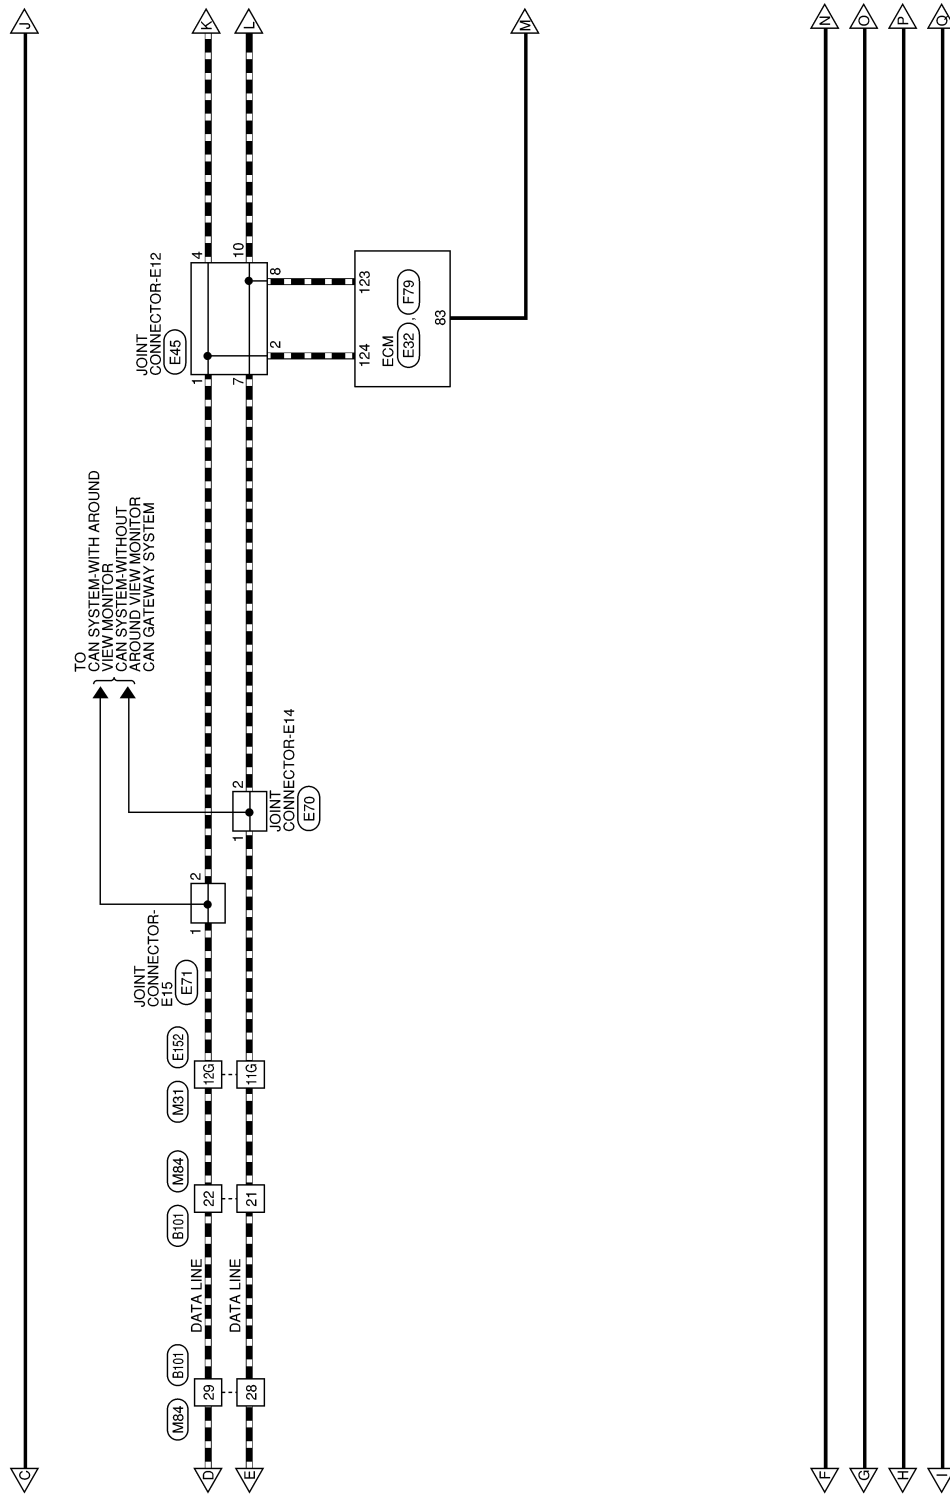 C
J
M84
B101
B101
M84
M31
E152
JOINT
CONNECTOR-
E15
E71
TO
CAN SYSTEM-WITH AROUND
VIEW MONITOR
CAN SYSTEM-WITHOUT
AROUND VIEW MONITOR
CAN GATEWAY SYSTEM
JOINT
CONNECTOR-E12
E45
D
29
DATA LINE
22
12G
1
2
1
4
K
E
28
DATA LINE
21
11G
1
2
7
10
L
JOINT
CONNECTOR-E14
E70
2
8
124
123
ECM
E32 , F79
83
M
F
N
G
O
H
P
I
Q